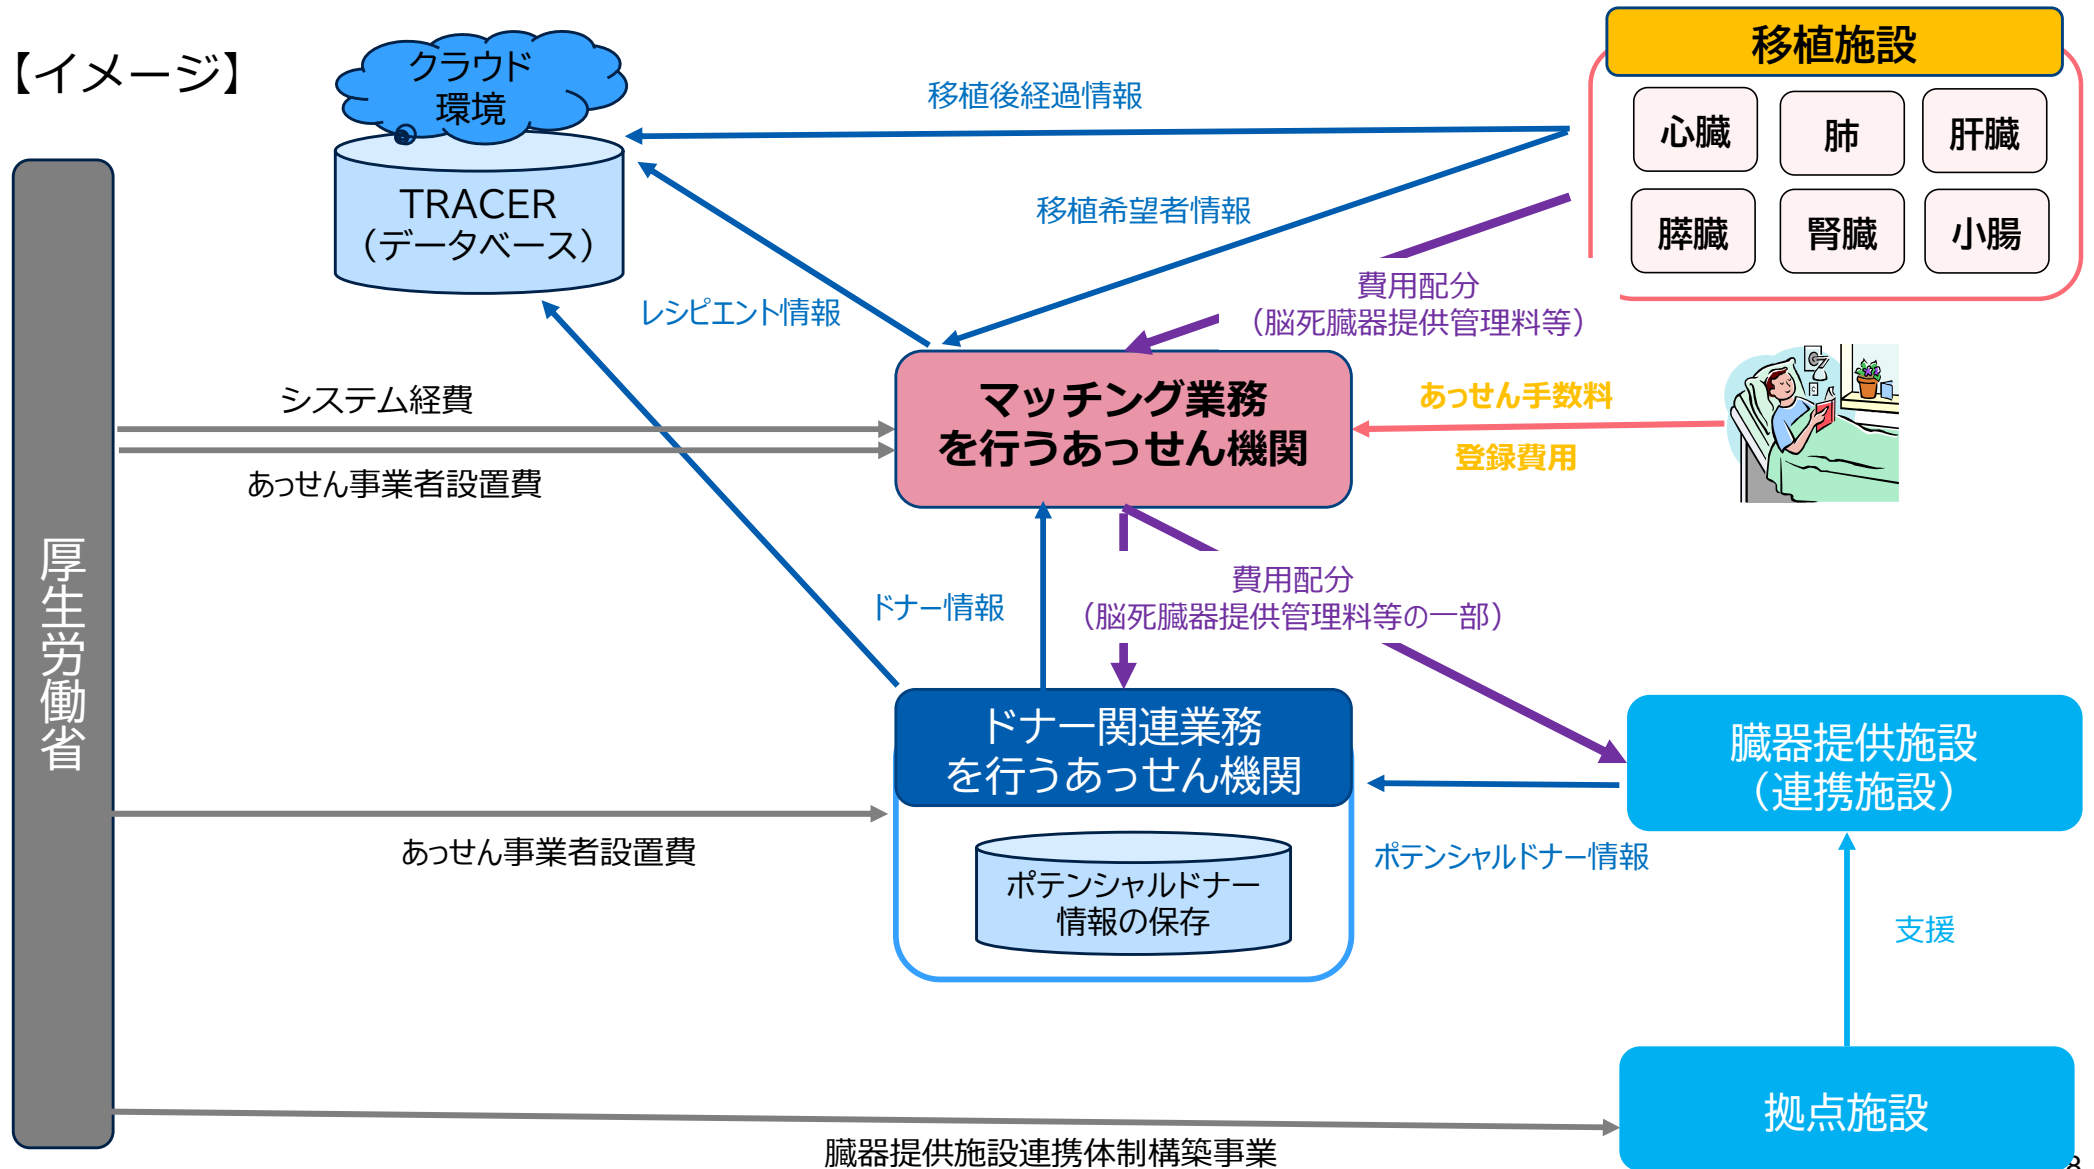 【イメージ】
クラウド
環境
TRACER
（データベース）
移植後経過情報
移植希望者情報
移植施設
心臓
肺
肝臓
膵臓
腎臓
小腸
費用配分
（脳死臓器提供管理料等）
レシピエント情報
システム経費
あっせん事業者設置費
マッチング業務
を行うあっせん機関
あっせん手数料
登録費用
厚生労働省
ドナー情報
費用配分
（脳死臓器提供管理料等の一部）
ドナー関連業務
を行うあっせん機関
臓器提供施設
（連携施設）
あっせん事業者設置費
ポテンシャルドナー情報
ポテンシャルドナー
情報の保存
支援
拠点施設
臓器提供施設連携体制構築事業